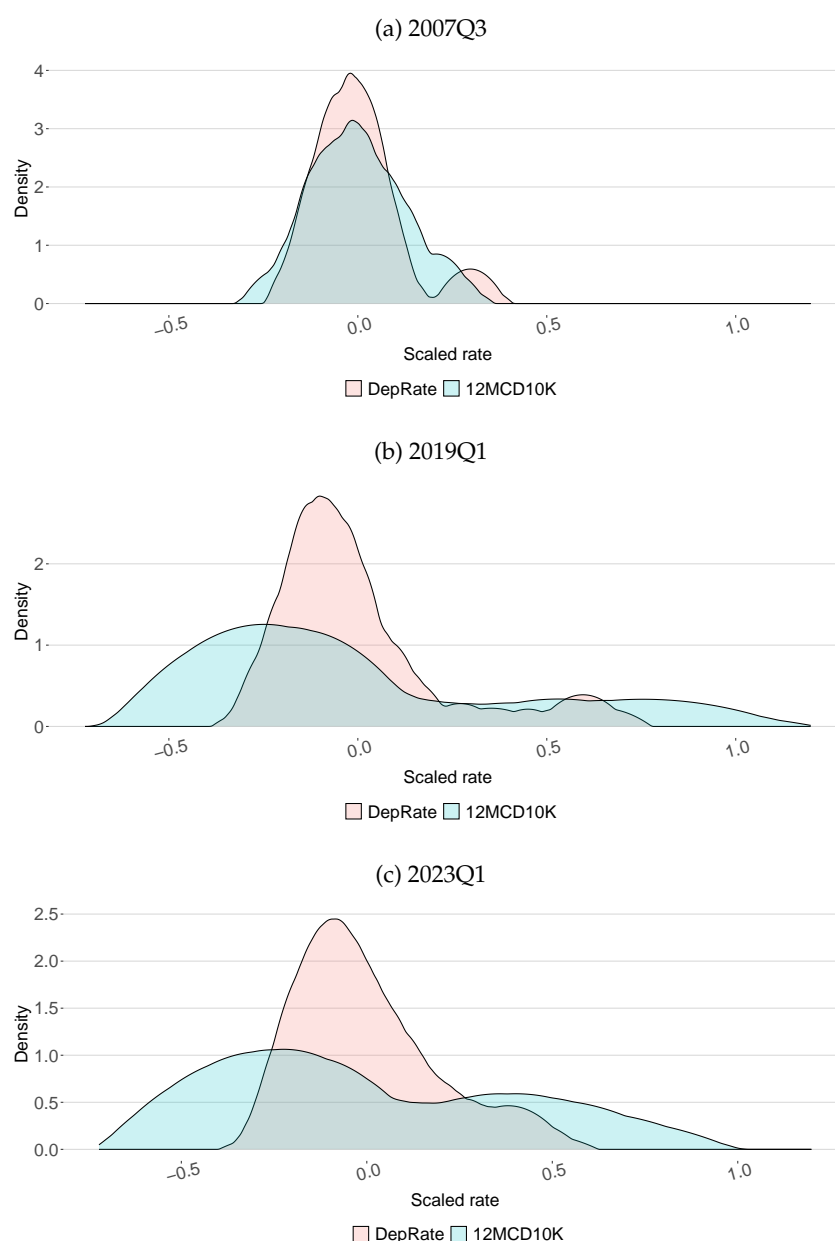 (a) 2007Q3
4
3
2
1
0
Density
−0.5 0.0 0.5 1.0
Scaled rate
DepRate 12MCD10K
(b) 2019Q1
2
1
0
Density
−0.5 0.0 0.5 1.0
Scaled rate
DepRate 12MCD10K
(c) 2023Q1
2.5
2.0
1.5
1.0
0.5
0.0
Density
−0.5 0.0 0.5 1.0
Scaled rate
DepRate 12MCD10K